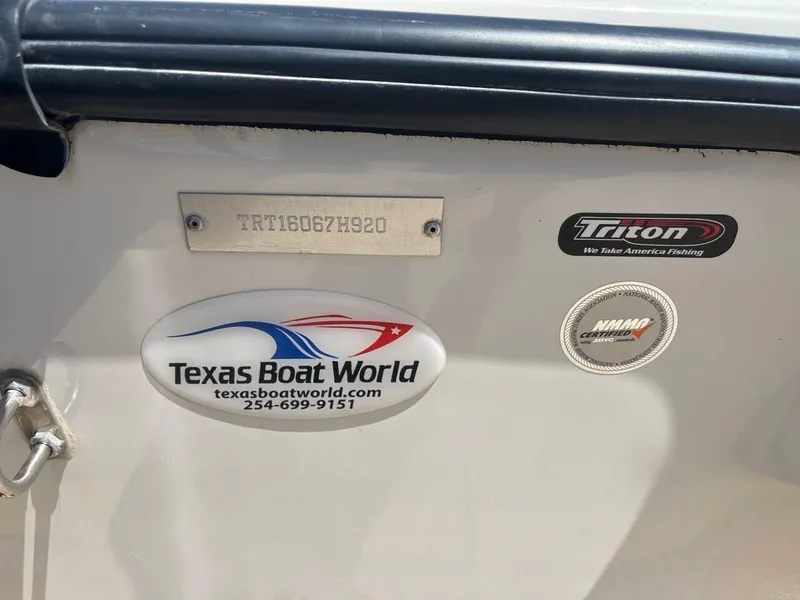 TRT16067H920
Triton
We Take America Fishing
NMMA
CERTIFIED
Texas Boat World
texasboatworld.com
254-699-9151